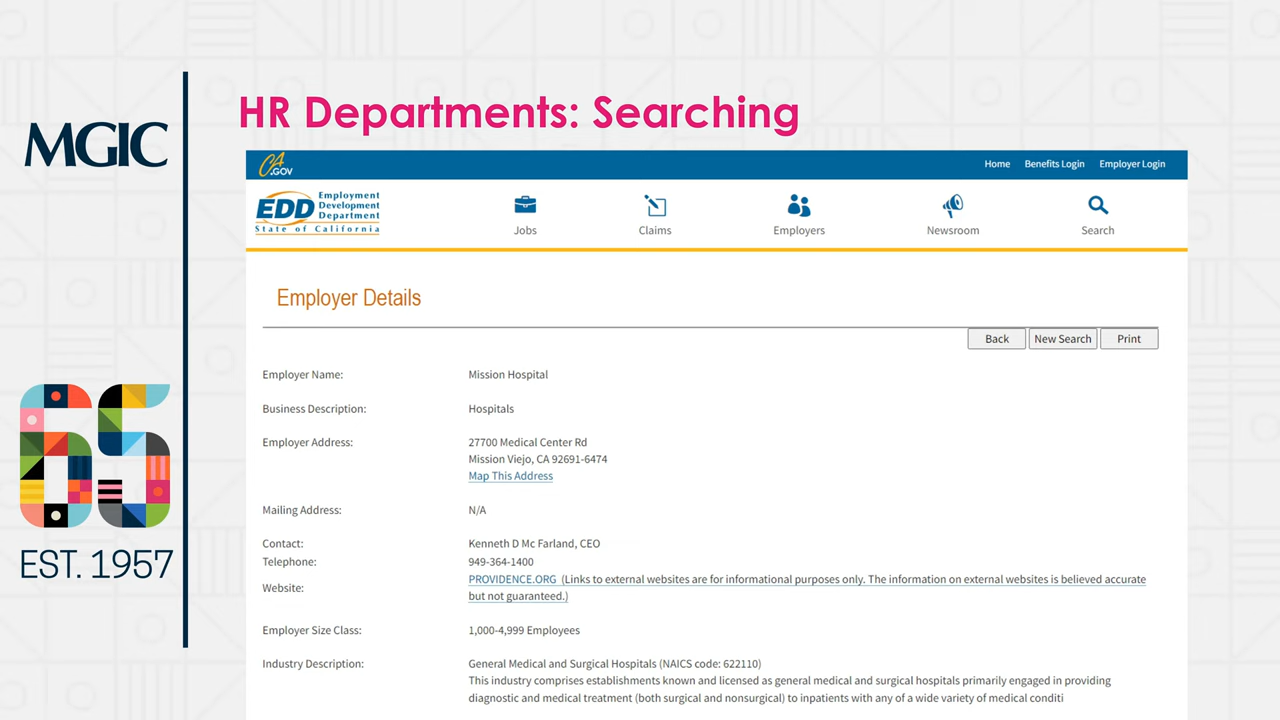 HR Departments: Searching
MGIC
CA
.GOV
Home Benefits Login Employer Login
EDD Employment
Development
Department
State of California
Jobs Claims Employers Newsroom Search
Employer Details
Back New Search Print
Employer Name: Mission Hospital
Business Description: Hospitals
Employer Address: 27700 Medical Center Rd
Mission Viejo, CA 92691-6474
Map This Address
Mailing Address: N/A
Contact: Kenneth D Mc Farland, CEO
Telephone: 949-364-1400
Website: PROVIDENCE.ORG (Links to external websites are for informational purposes only. The information on external websites is believed accurate
but not guaranteed.)
Employer Size Class: 1,000-4,999 Employees
Industry Description: General Medical and Surgical Hospitals (NAICS code: 622110)
This industry comprises establishments known and licensed as general medical and surgical hospitals primarily engaged in providing
diagnostic and medical treatment (both surgical and nonsurgical) to inpatients with any of a wide variety of medical conditi
65
EST. 1957